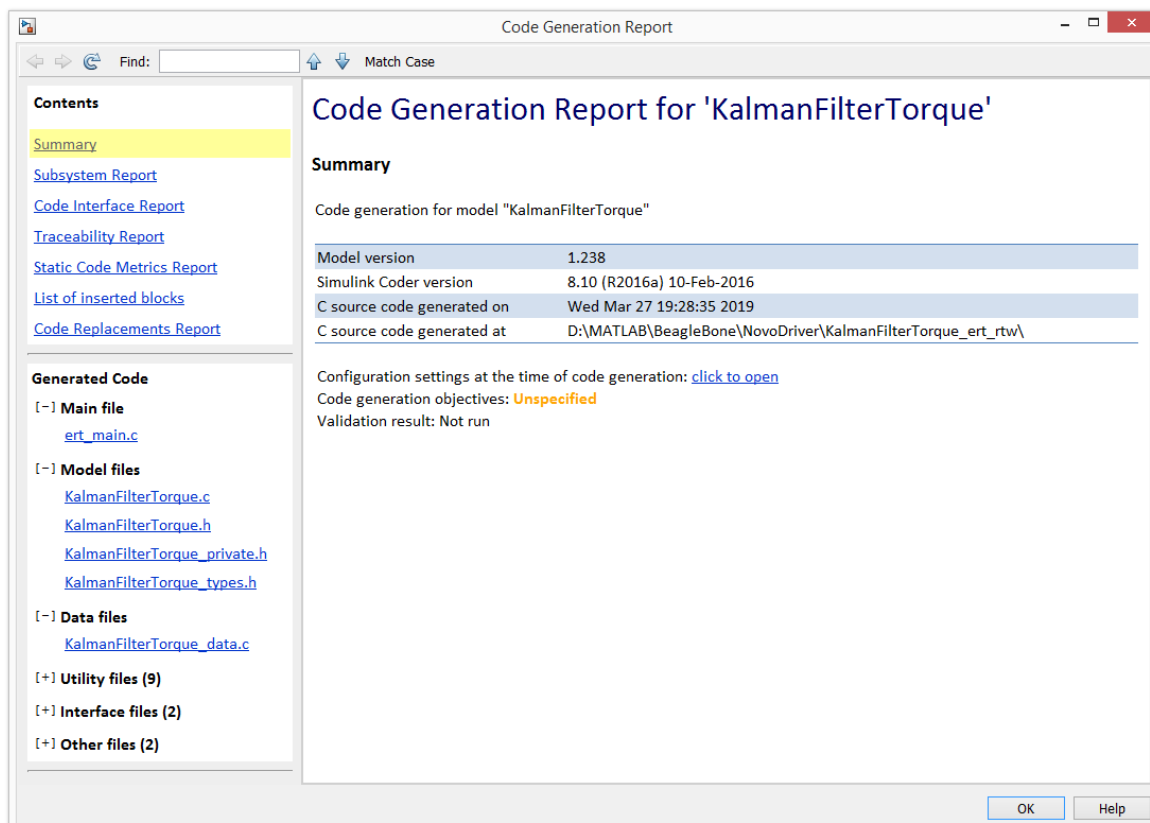 Code Generation Report
Find:
Match Case
Contents
Summary
Subsystem Report
Code Interface Report
Traceability Report
Static Code Metrics Report
List of inserted blocks
Code Replacements Report
Generated Code
[-] Main file
ert_main.c
[-] Model files
KalmanFilterTorque.c
KalmanFilterTorque.h
KalmanFilterTorque_private.h
KalmanFilterTorque_types.h
[-] Data files
KalmanFilterTorque_data.c
[+] Utility files (9)
[+] Interface files (2)
[+] Other files (2)
Code Generation Report for 'KalmanFilterTorque'
Summary
Code generation for model "KalmanFilterTorque"
Model version 1.238
Simulink Coder version 8.10 (R2016a) 10-Feb-2016
C source code generated on Wed Mar 27 19:28:35 2019
C source code generated at D:\MATLAB\BeagleBone\NovoDriver\KalmanFilterTorque_ert_rtw\
Configuration settings at the time of code generation: click to open
Code generation objectives: Unspecified
Validation result: Not run
OK
Help